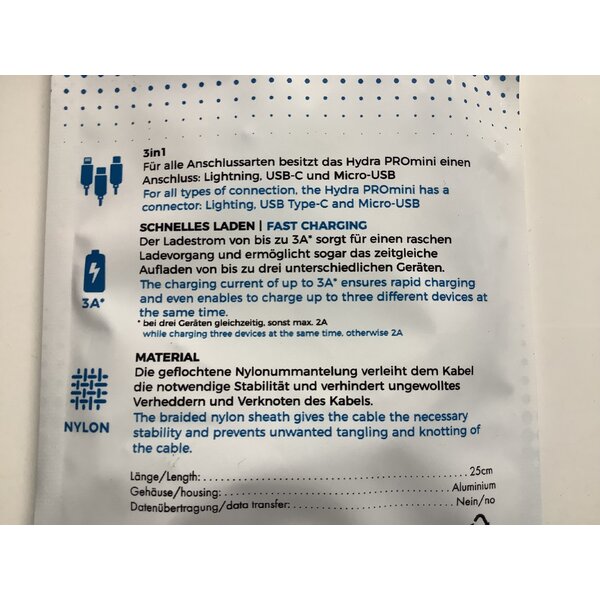 3in1
Für alle Anschlussarten besitzt das Hydra PROmini einen
Anschluss: Lightning, USB-C und Micro-USB
For all types of connection, the Hydra PROmini has a
connector: Lighting, USB Type-C and Micro-USB
SCHNELLES LADEN | FAST CHARGING
Der Ladestrom von bis zu 3A* sorgt für einen raschen
Ladevorgang und ermöglicht sogar das zeitgleiche
Aufladen von bis zu drei unterschiedlichen Geräten.
The charging current of up to 3A* ensures rapid charging
and even enables to charge up to three different devices at
the same time.
3A*
* bei drei Geräten gleichzeitig, sonst max. 2A
while charging three devices at the same time, otherwise 2A
MATERIAL
Die geflochtene Nylonummantelung verleiht dem Kabel
die notwendige Stabilität und verhindert ungewolltes
Verheddern und Verknoten des Kabels.
NYLON
The braided nylon sheath gives the cable the necessary
stability and prevents unwanted tangling and knotting of
the cable.
Länge/Length: 25cm
Gehäuse/housing: Aluminium
Datenübertragung/data transfer: Nein/no